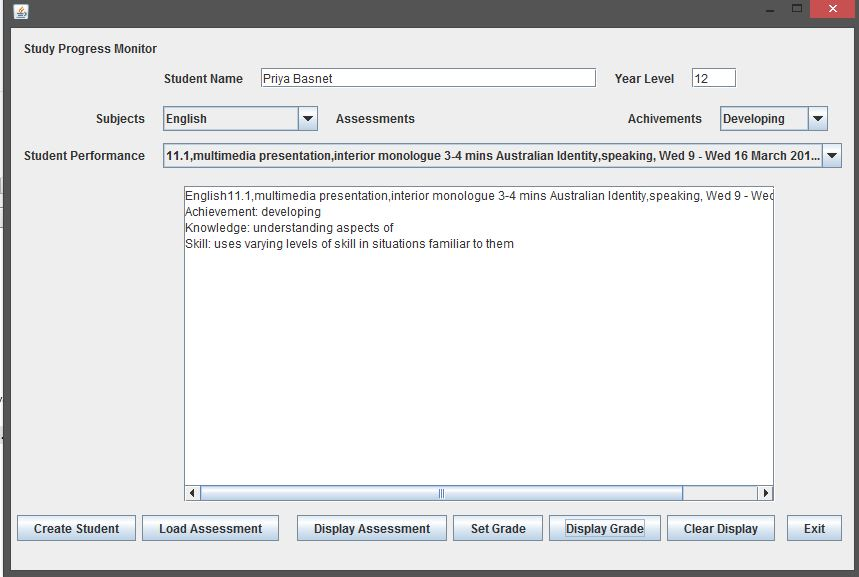 Study Progress Monitor
Student Name Priya Basnet Year Level 12
Subjects English Assessments Achivements Developing
Student Performance 11.1,multimedia presentation,interior monologue 3-4 mins Australian Identity,speaking, Wed 9 - Wed 16 March 201...
English11.1,multimedia presentation,interior monologue 3-4 mins Australian Identity,speaking, Wed 9 - Wed
Achievement: developing
Knowledge: understanding aspects of
Skill: uses varying levels of skill in situations familiar to them
Create Student Load Assessment Display Assessment Set Grade Display Grade Clear Display Exit